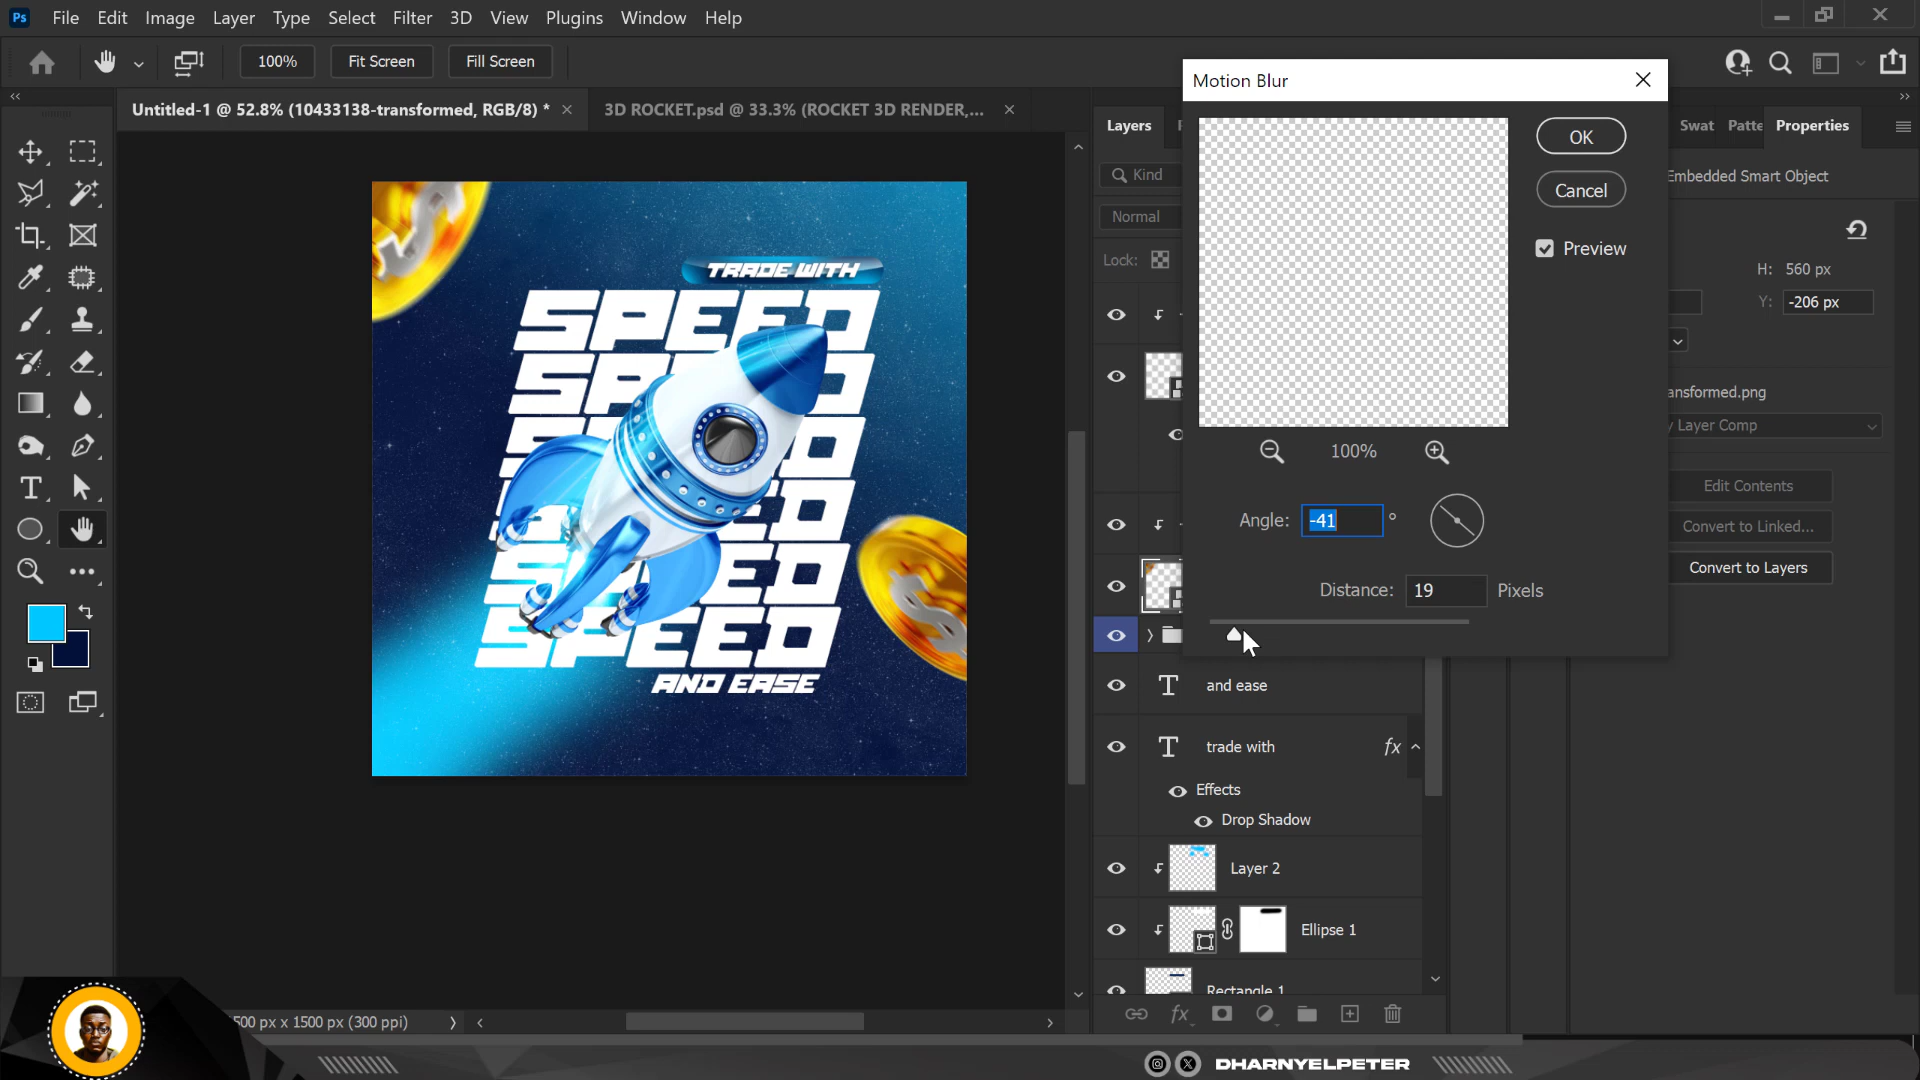 Ps File Edit Image Layer Type Select Filter 3D View Plugins Window Help
100% Fit Screen Fill Screen
Untitled-1 @ 52.8% (10433138-transformed, RGB/8) * 3D ROCKET.psd @ 33.3% (ROCKET 3D RENDER,...
Layers
Kind
Normal
Lock:
Motion Blur
OK
Cancel
Preview
100%
Angle: -41 °
Distance: 19 Pixels
Swat Patte Properties
Embedded Smart Object
H: 560 px
Y: -206 px
ansformed.png
y Layer Comp
Edit Contents
Convert to Linked...
Convert to Layers
TRADE WITH
SPEED
SPEED
SPEED
SPEED
SPEED
SPEED
AND EASE
T and ease
T trade with fx
Effects
Drop Shadow
Layer 2
Ellipse 1
Rectangle 1
fx
500 px x 1500 px (300 ppi)
DHARNYELPETER